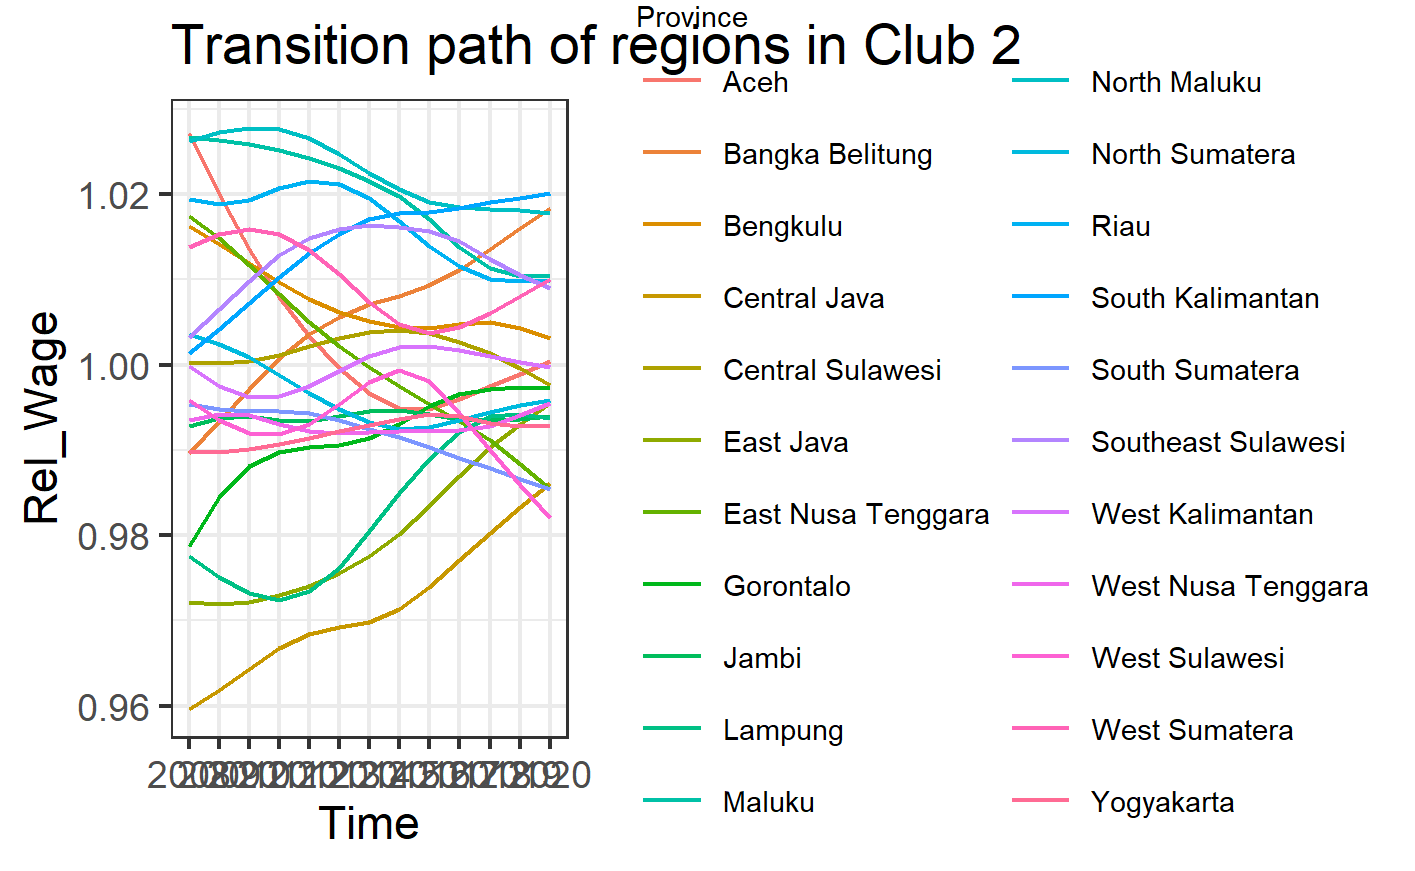 Province
Transition path of regions in Club 2
Aceh
Bangka Belitung
Bengkulu
Central Java
Central Sulawesi
East Java
East Nusa Tenggara
Gorontalo
Jambi
Lampung
Maluku
North Maluku
North Sumatera
Riau
South Kalimantan
South Sumatera
Southeast Sulawesi
West Kalimantan
West Nusa Tenggara
West Sulawesi
West Sumatera
Yogyakarta
Rel_Wage
1.02
1.00
0.98
0.96
2020
Time